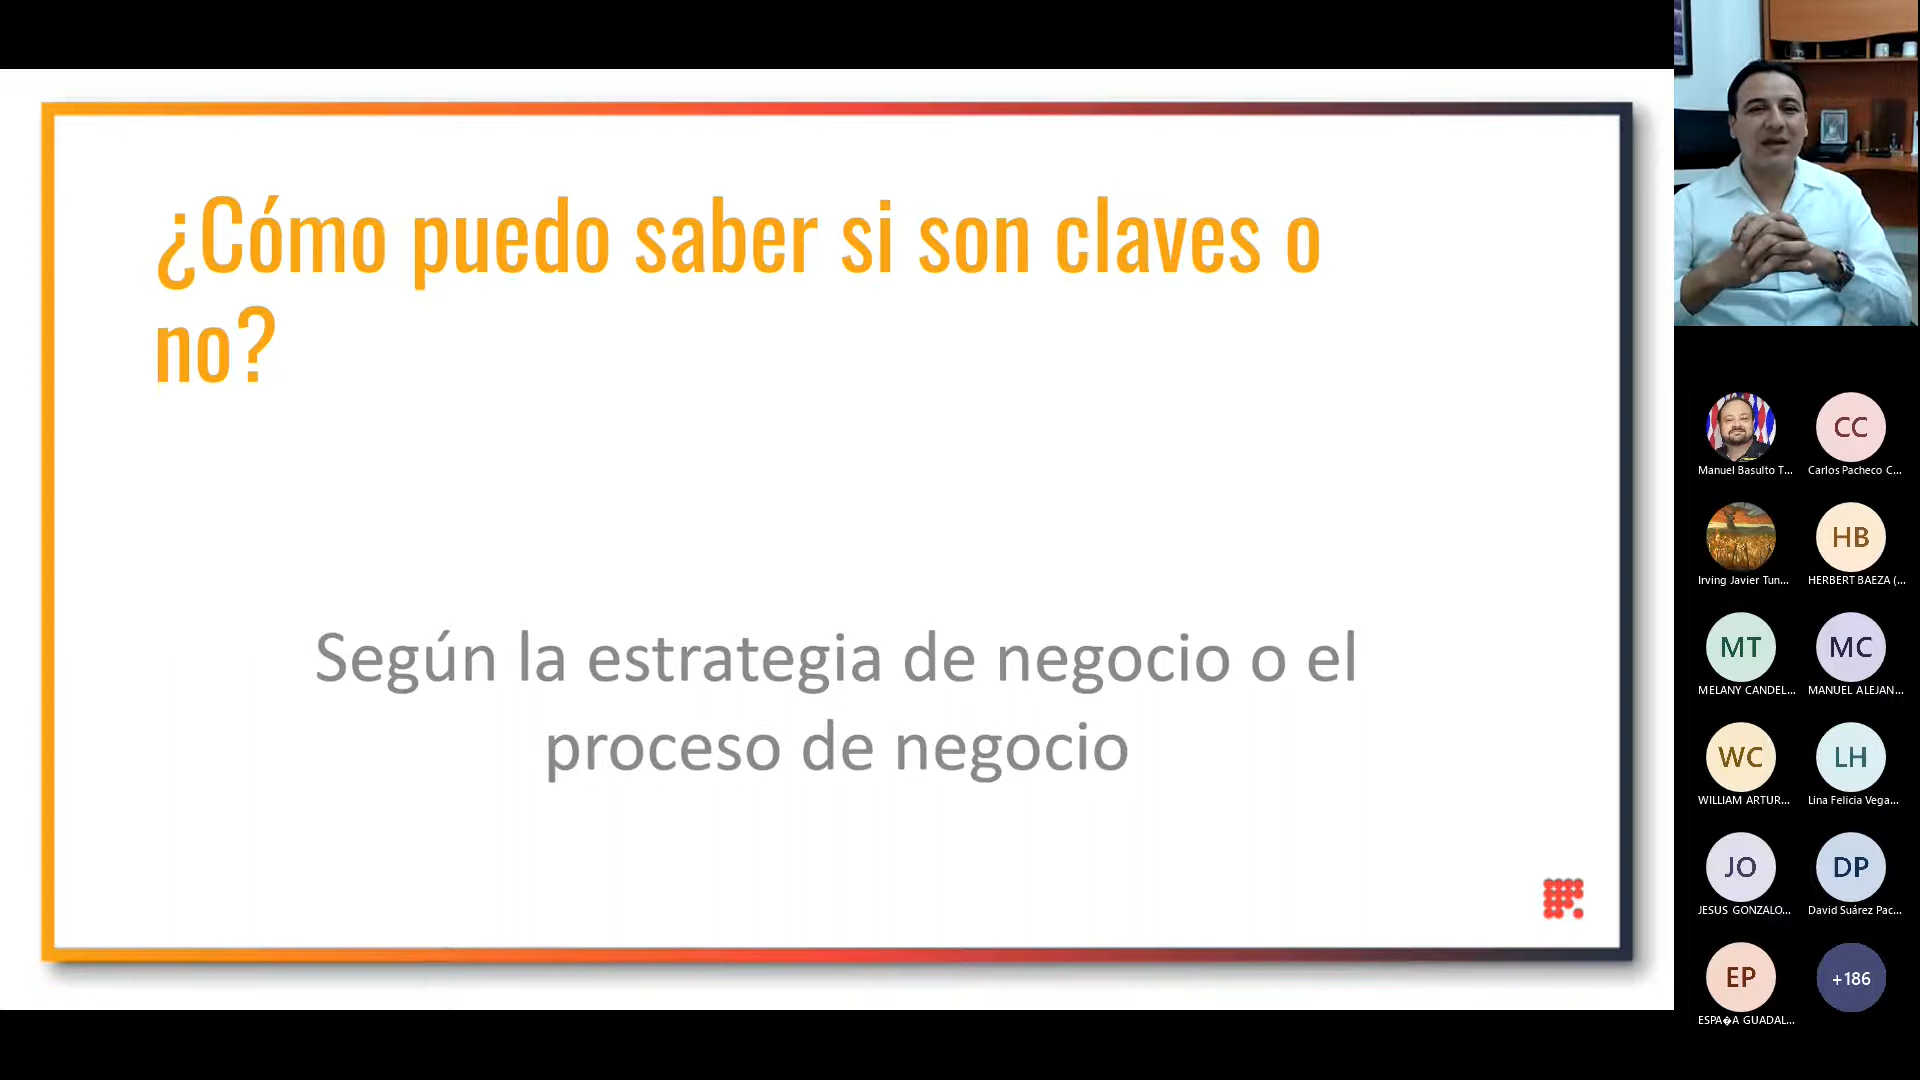 ¿Cómo puedo saber si son claves o
no?
Según la estrategia de negocio o el
proceso de negocio
Manuel Basulto T...
CC
Carlos Pacheco C...
Irving Javier Tun...
HB
HERBERT BAEZA (...
MT
MELANY CANDEL...
MC
MANUEL ALEJAN...
WC
WILLIAM ARTUR...
LH
Lina Felicia Vega...
JO
JESUS GONZALO...
DP
David Suárez Pac...
EP
ESPA�A GUADAL...
+186